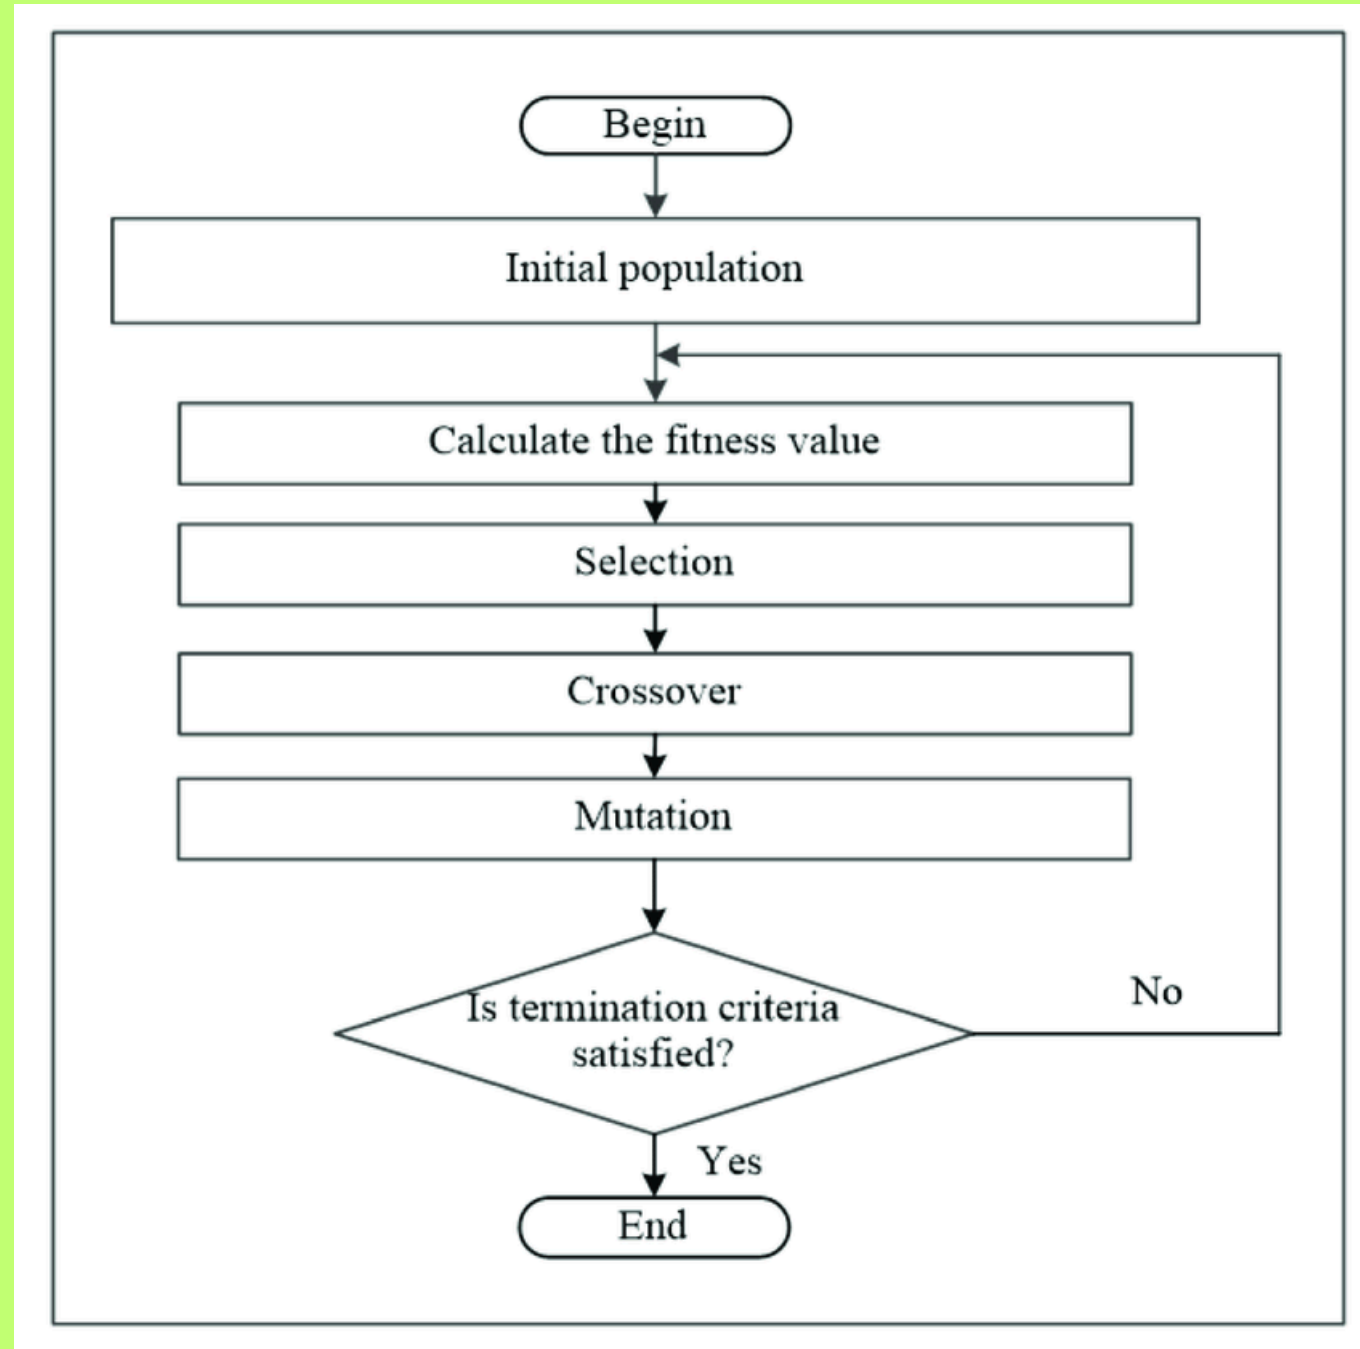 Begin
Initial population
Calculate the fitness value
Selection
Crossover
Mutation
Is termination criteria
satisfied?
No
Yes
End